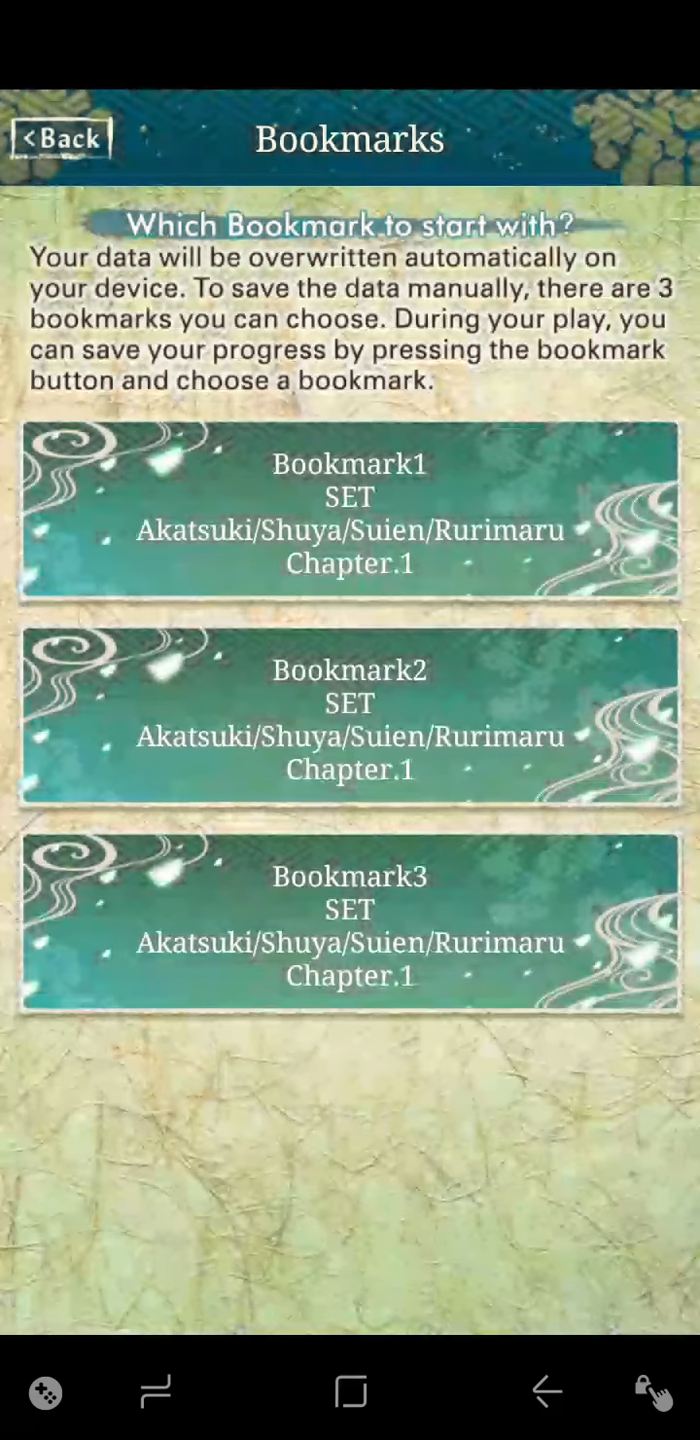 <Back
Bookmarks
Which Bookmark to start with?
Your data will be overwritten automatically on
your device. To save the data manually, there are 3
bookmarks you can choose. During your play, you
can save your progress by pressing the bookmark
button and choose a bookmark.
Bookmark1
SET
Akatsuki/Shuya/Suien/Rurimaru
Chapter.1
Bookmark2
SET
Akatsuki/Shuya/Suien/Rurimaru
Chapter.1
Bookmark3
SET
Akatsuki/Shuya/Suien/Rurimaru
Chapter.1